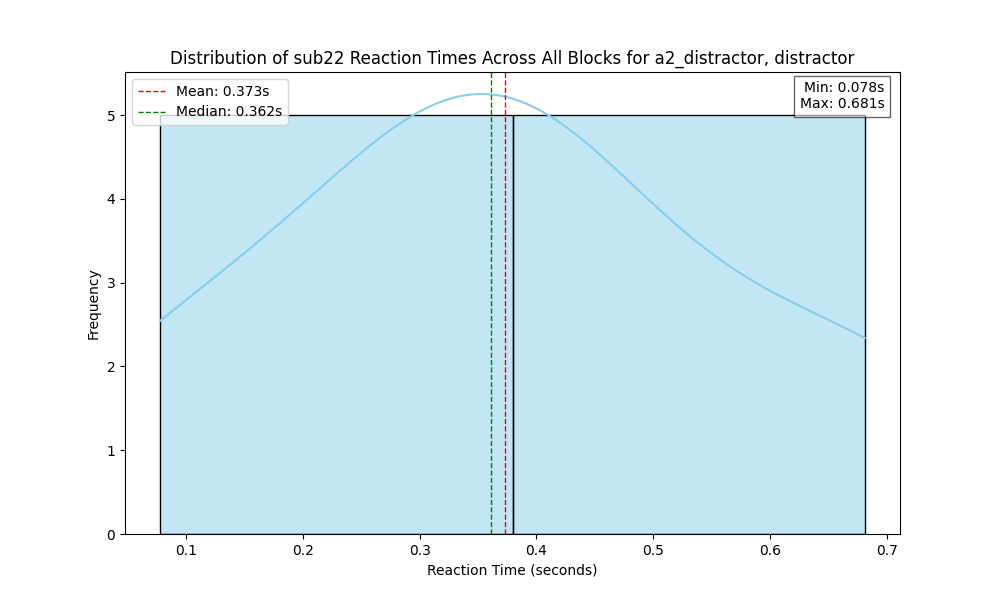 Distribution of sub22 Reaction Times Across All Blocks for a2_distractor, distractor
Mean: 0.373s
Median: 0.362s
Min: 0.078s
Max: 0.681s
5
4
3
2
1
0
Frequency
0.1 0.2 0.3 0.4 0.5 0.6 0.7
Reaction Time (seconds)